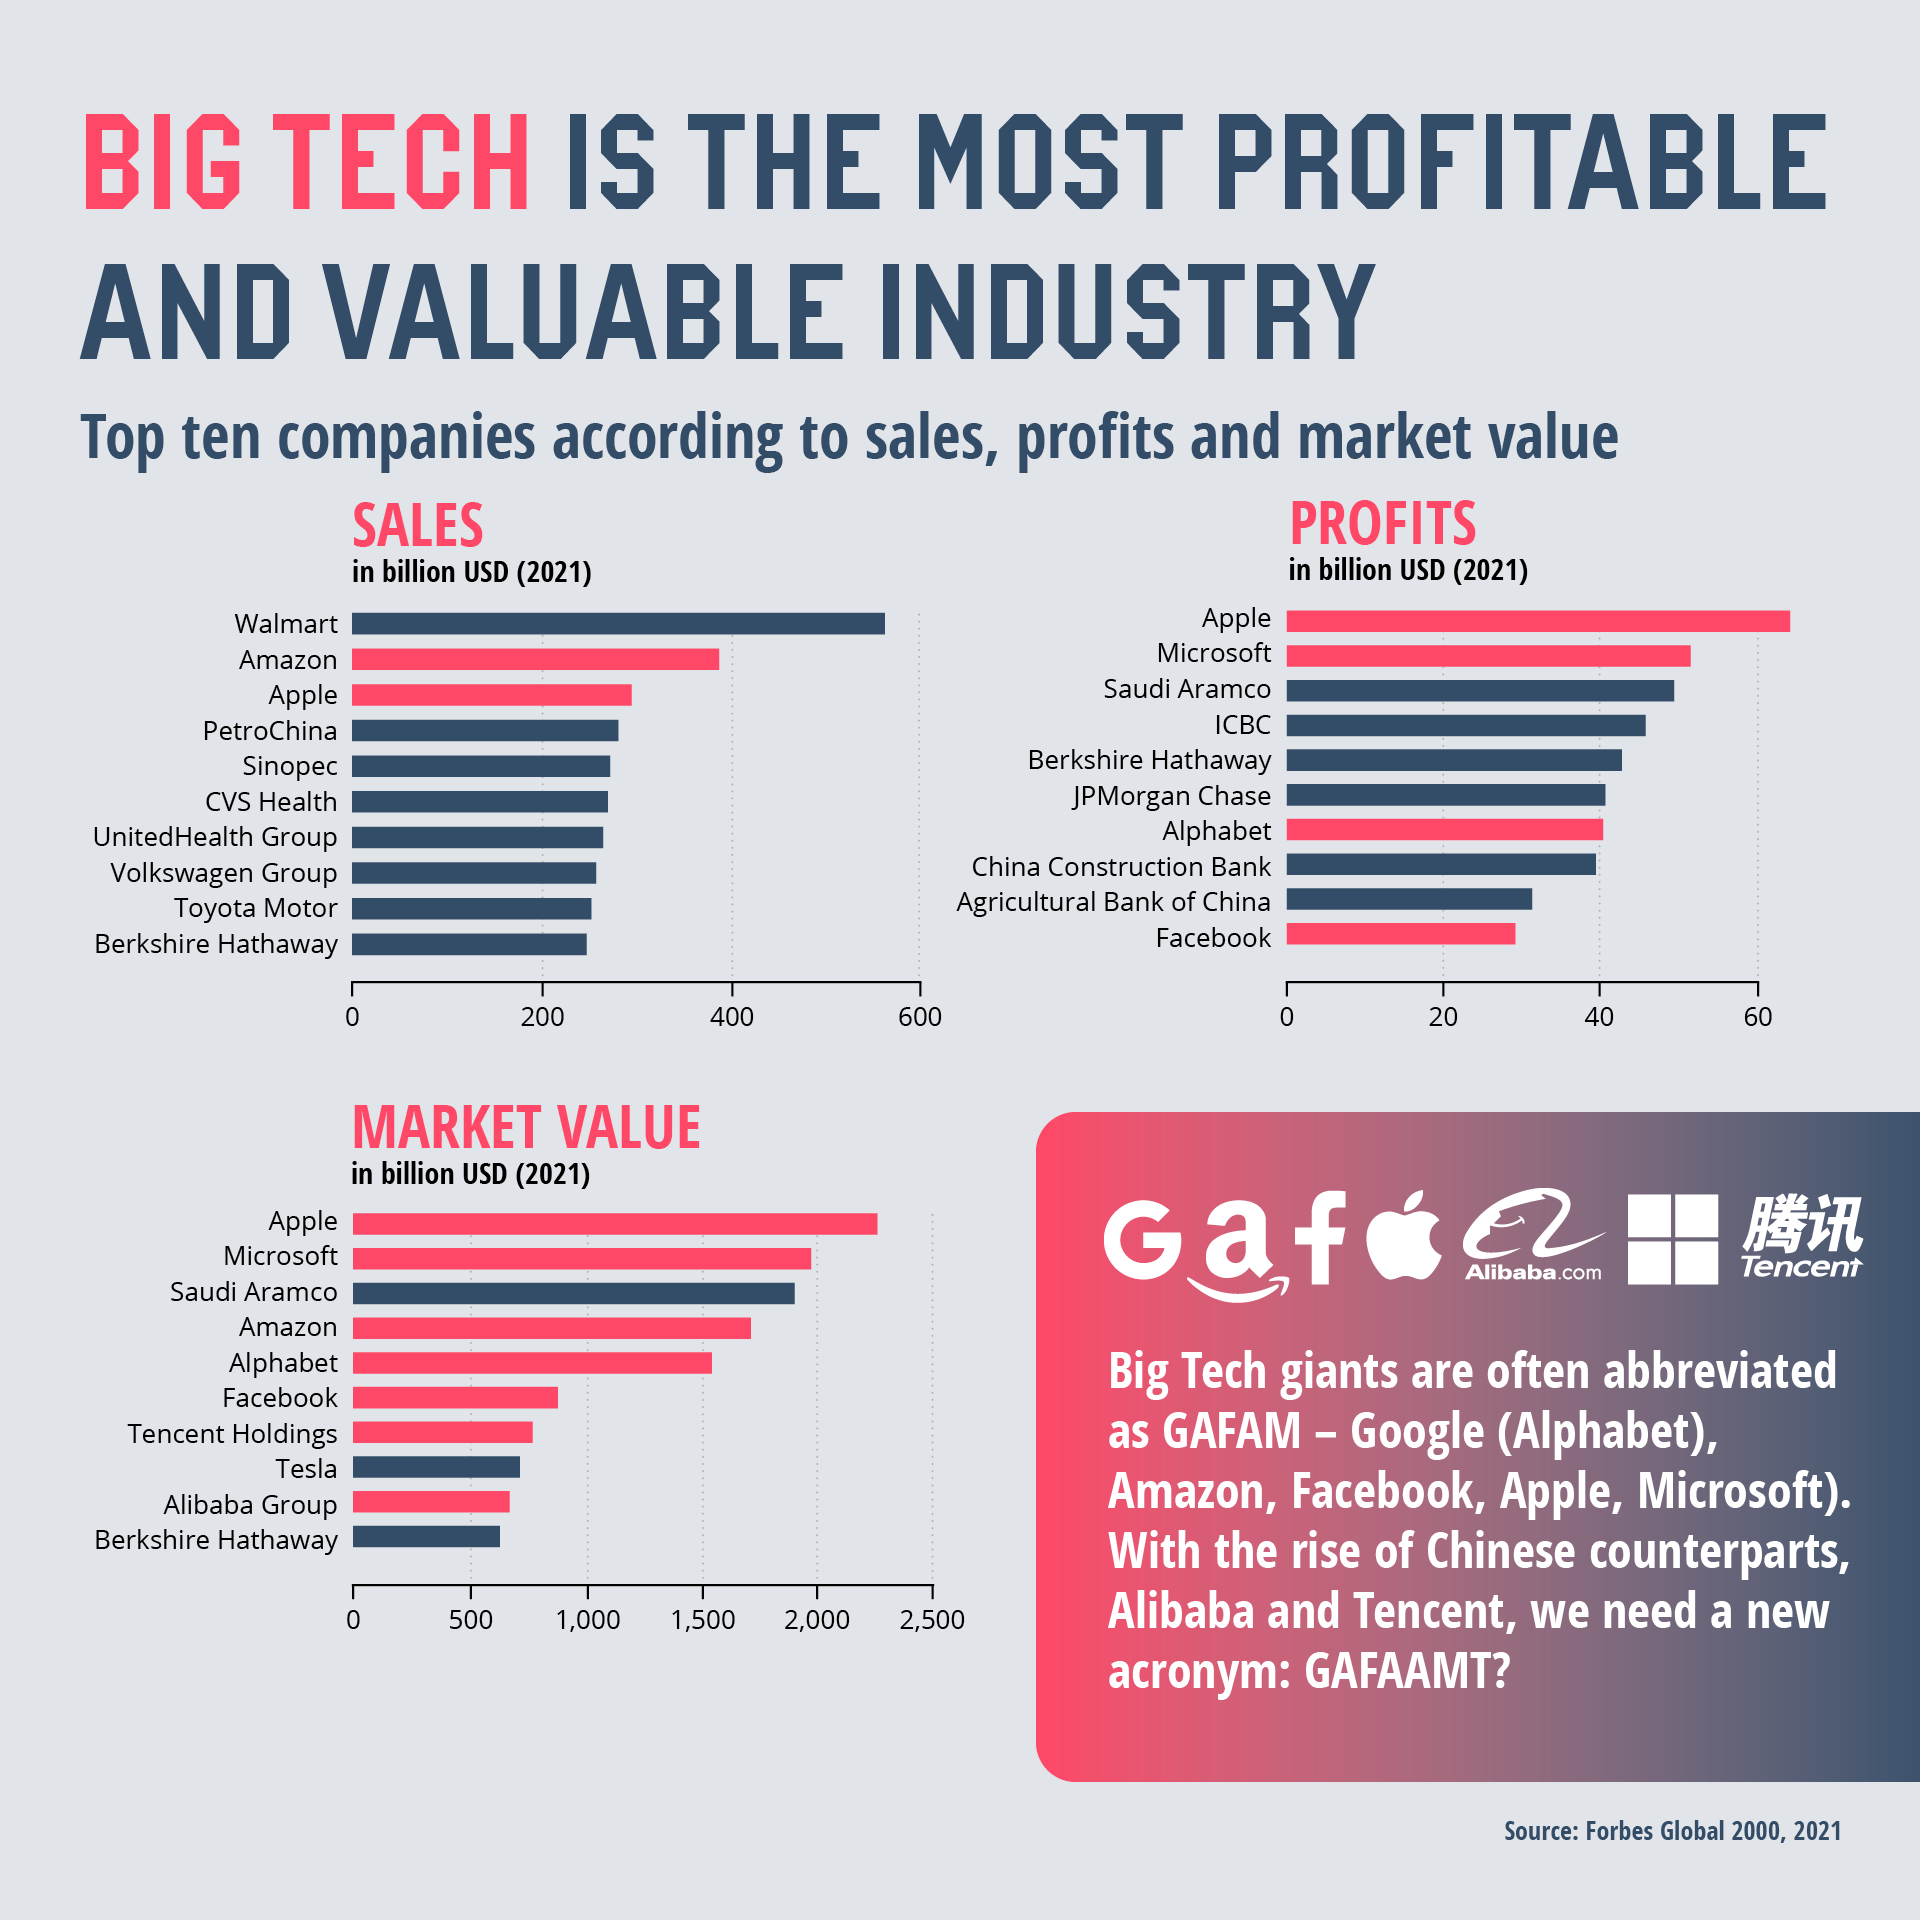 BIG TECH IS THE MOST PROFITABLE
AND VALUABLE INDUSTRY
Top ten companies according to sales, profits and market value
SALES
in billion USD (2021)
Walmart
Amazon
Apple
PetroChina
Sinopec
CVS Health
UnitedHealth Group
Volkswagen Group
Toyota Motor
Berkshire Hathaway
0 200 400 600
PROFITS
in billion USD (2021)
Apple
Microsoft
Saudi Aramco
ICBC
Berkshire Hathaway
JPMorgan Chase
Alphabet
China Construction Bank
Agricultural Bank of China
Facebook
0 20 40 60
MARKET VALUE
in billion USD (2021)
Apple
Microsoft
Saudi Aramco
Amazon
Alphabet
Facebook
Tencent Holdings
Tesla
Alibaba Group
Berkshire Hathaway
0 500 1,000 1,500 2,000 2,500
G a f Alibaba.com 腾讯
Tencent
Big Tech giants are often abbreviated
as GAFAM – Google (Alphabet),
Amazon, Facebook, Apple, Microsoft).
With the rise of Chinese counterparts,
Alibaba and Tencent, we need a new
acronym: GAFAAMT?
Source: Forbes Global 2000, 2021